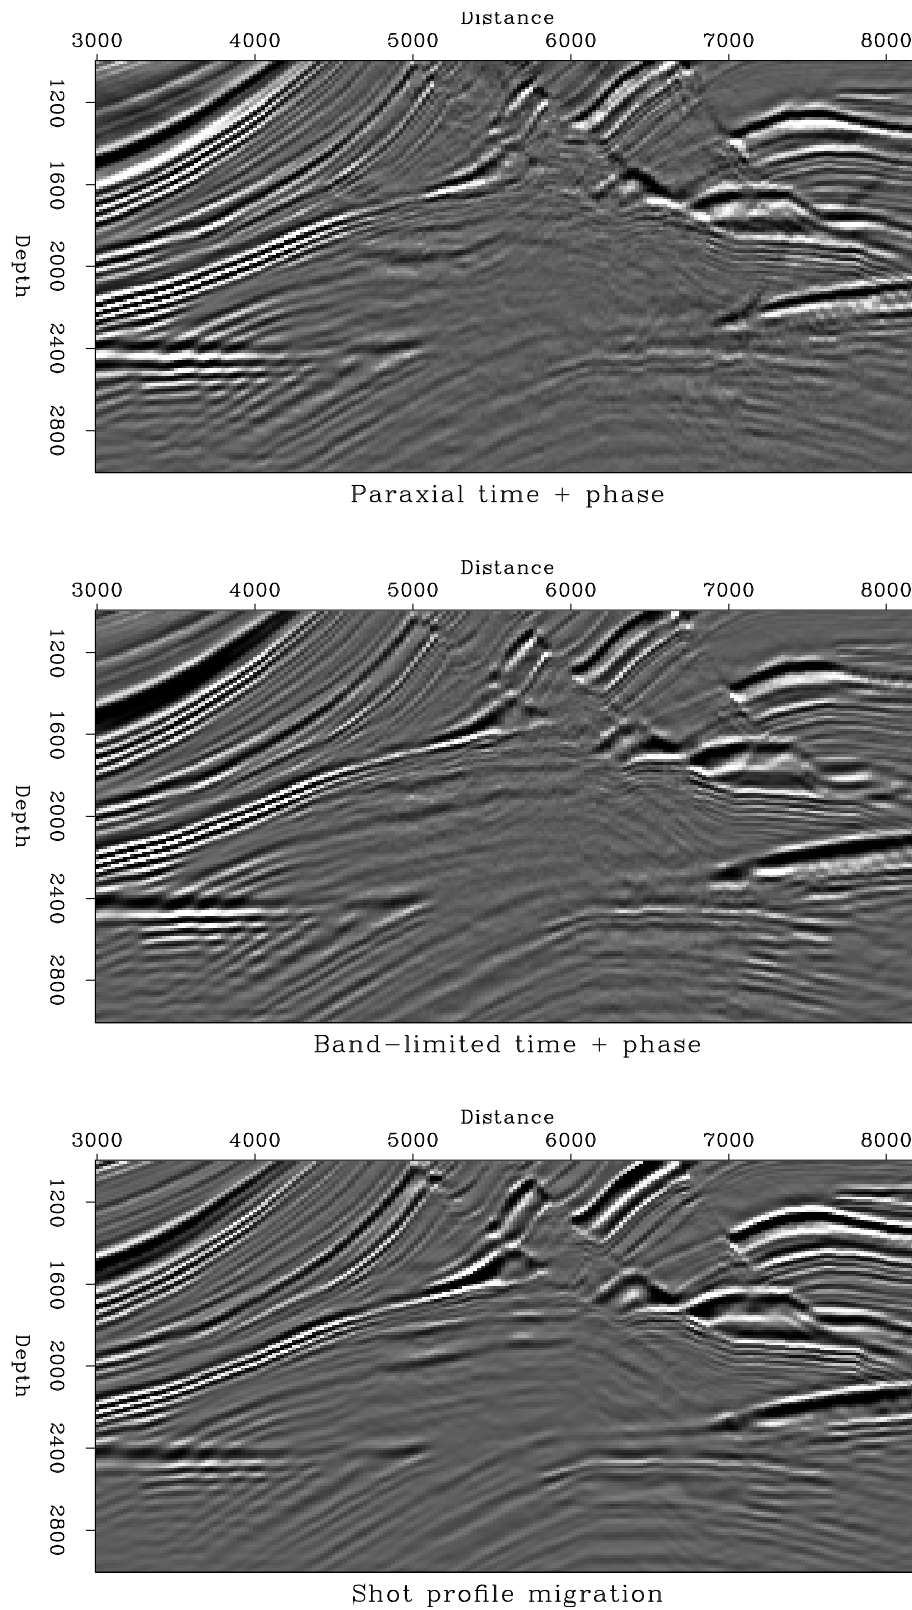 Distance
3000 4000 5000 6000 7000 8000
Depth
1200
1600
2000
2400
2800
Paraxial time + phase
Distance
3000 4000 5000 6000 7000 8000
Depth
1200
1600
2000
2400
2800
Band-limited time + phase
Distance
3000 4000 5000 6000 7000 8000
Depth
1200
1600
2000
2400
2800
Shot profile migration